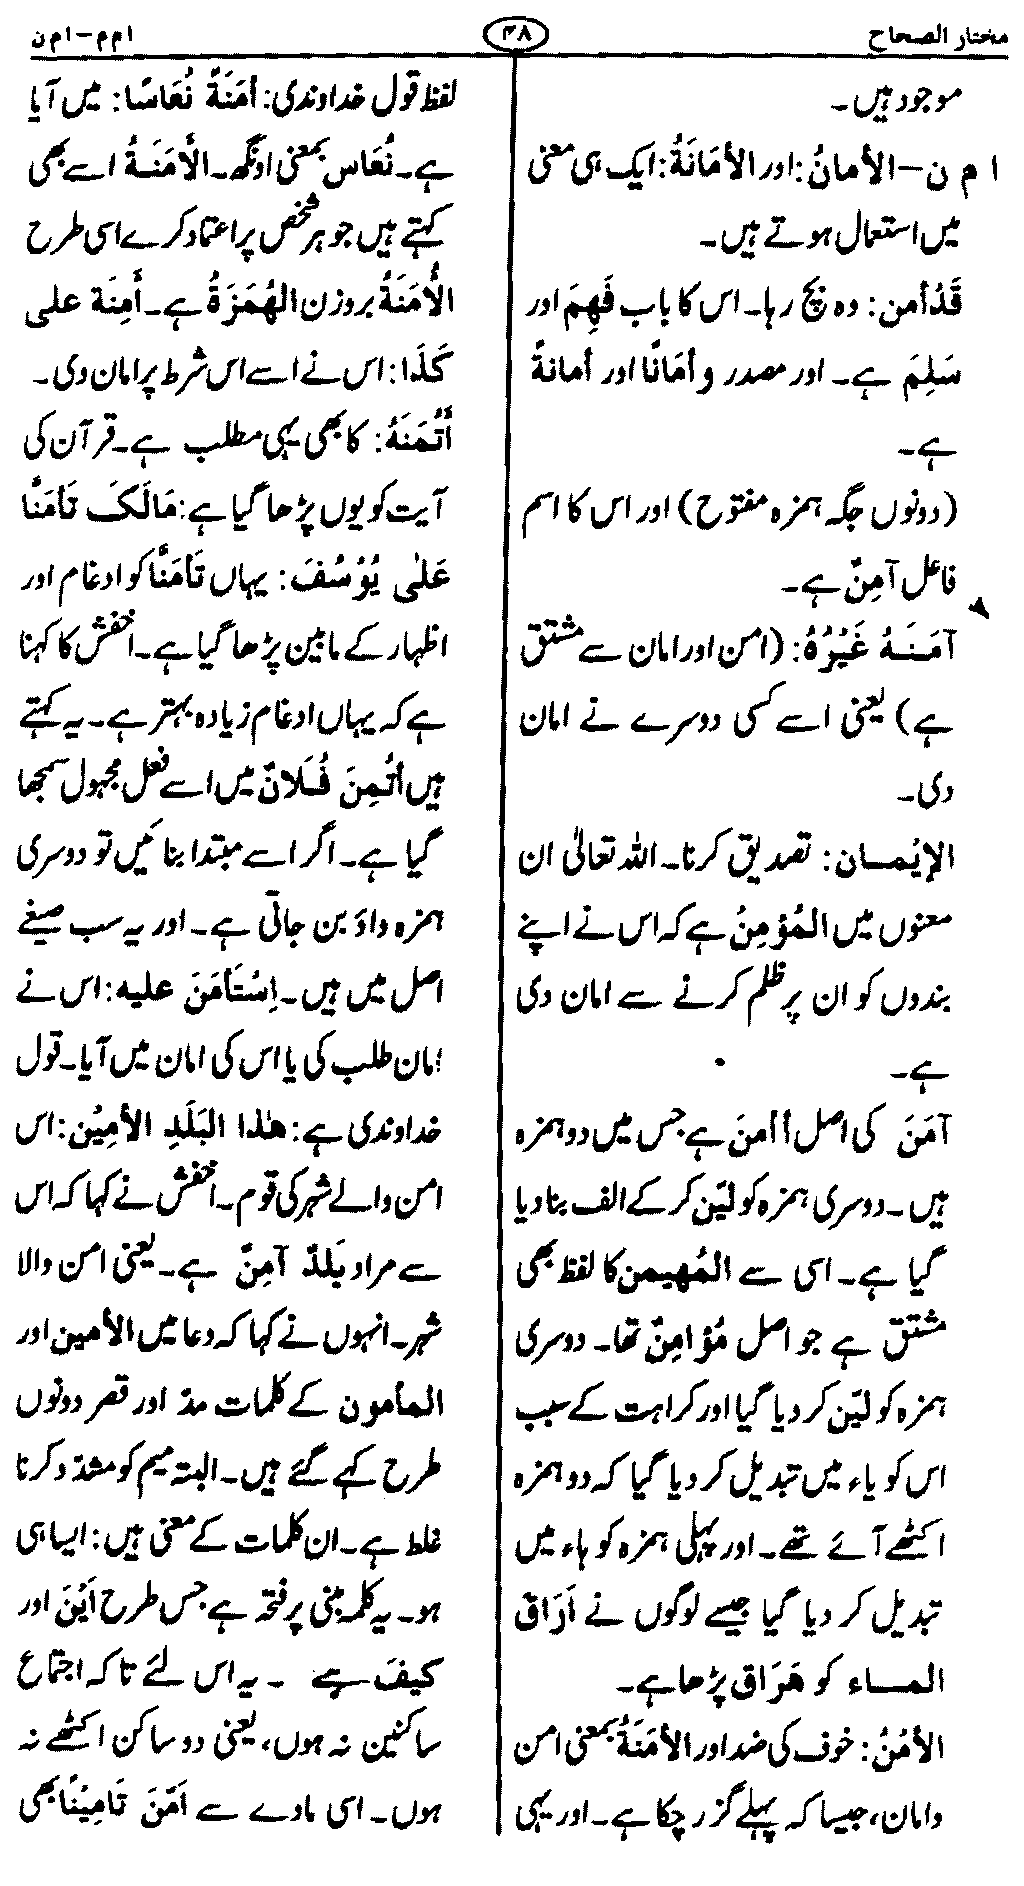 مختار الصحاح ۴۸ ا م م – ا م ن
موجود ہیں۔
ا م ن – الأمانُ: اور الأمَانَةُ: ایک ہی معنی
میں استعمال ہوتے ہیں۔
قَدْأمن: وہ بچ رہا۔ اس کا باب فَهِمَ اور
سَلِمَ ہے۔ اور مصدر و أمَانًا اور أمانةً
ہے۔
(دونوں جگہ ہمزہ مفتوح) اور اس کا اسم
فاعل آمِنٌ ہے۔
آمَنَهُ غَيْرُهُ: (امن اور امان سے مشتق
ہے) یعنی اسے کسی دوسرے نے امان
دی۔
الإيْمان: تصدیق کرنا۔ اللہ تعالیٰ ان
معنوں میں المُؤمِنُ ہے کہ اس نے اپنے
بندوں کو ان پر ظلم کرنے سے امان دی
ہے۔
آمَنَ کی اصل أأمنَ ہے جس میں دو ہمزہ
ہیں۔ دوسری ہمزہ کو لیّن کر کے الف بنا دیا
گیا ہے۔ اسی سے المُهيمن کا لفظ بھی
مشتق ہے جو اصل مُؤامِنٌ تھا۔ دوسری
ہمزہ کو لیّن کر دیا گیا اور کراہت کے سبب
اس کو یاء میں تبدیل کر دیا گیا کہ دو ہمزہ
اکٹھے آئے تھے۔ اور پہلی ہمزہ کو ہاء میں
تبدیل کر دیا گیا جیسے لوگوں نے أرَاق
الماء کو هَرَاق پڑھا ہے۔
الأمْنُ: خوف کی ضد اور الأمَنَةُ بمعنی امن
وامان، جیسا کہ پہلے گزر چکا ہے۔ اور یہی
لفظ قول خداوندی: أمَنَةً نُعَاسًا: میں آیا
ہے۔ نُعَاس بمعنی اونگھ۔ الأَمَنَةُ اسے بھی
کہتے ہیں جو ہر شخص پر اعتماد کرے اسی طرح
الأُمَنَةُ بروزن الهُمَزَةُ ہے۔ أَمِنَة على
كَذَا: اس نے اسے اس شرط پر امان دی۔
أَتْمَنَهُ: کا بھی یہی مطلب ہے۔ قرآن کی
آیت کو یوں پڑھا گیا ہے: مَالَكَ تَأمَنَّا
عَلٰى يُوْسُفَ: یہاں تَأمَنَّا کو ادغام اور
اظہار کے مابین پڑھا گیا ہے۔ اخفش کا کہنا
ہے کہ یہاں ادغام زیادہ بہتر ہے۔ یہ کہتے
ہیں أتُمِنَ فُلانٌ میں اسے فعل مجہول سمجھا
گیا ہے۔ اگر اسے مبتدا بنائیں تو دوسری
ہمزہ واؤ بن جاتی ہے۔ اور یہ سب صیغے
اصل میں ہیں۔ اِسْتَأمَنَ عليه: اس نے
امان طلب کی یا اس کی امان میں آیا۔ قول
خداوندی ہے: هٰذا البَلَدِ الأمِيْن: اس
امن والے شہر کی قوم۔ اخفش نے کہا کہ اس
سے مراد بَلَدٌ آمِنٌ ہے۔ یعنی امن والا
شہر۔ انہوں نے کہا کہ دعا میں الأمين اور
المأمون کے کلمات مدّ اور قصر دونوں
طرح کہے گئے ہیں۔ البتہ میم کو مشدّد کرنا
غلط ہے۔ ان کلمات کے معنی ہیں: ایسا ہی
ہو۔ یہ کلمہ مبنی پر فتحہ ہے جس طرح أيْنَ اور
كيفَ ہے ۔ یہ اس لئے تاکہ اجتماع
ساکنین نہ ہوں، یعنی دو ساکن اکٹھے نہ
ہوں۔ اسی مادے سے أمَّنَ تَامِيْنًا بھی